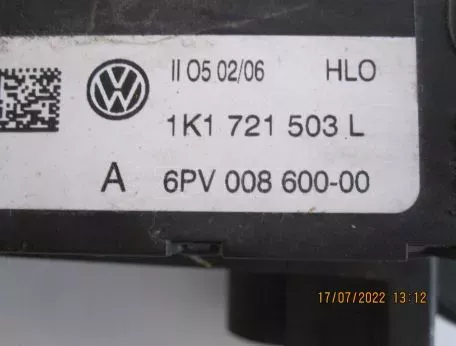 II 05 02/06 HLO
1K1 721 503 L
A 6PV 008 600-00
17/07/2022 13:12